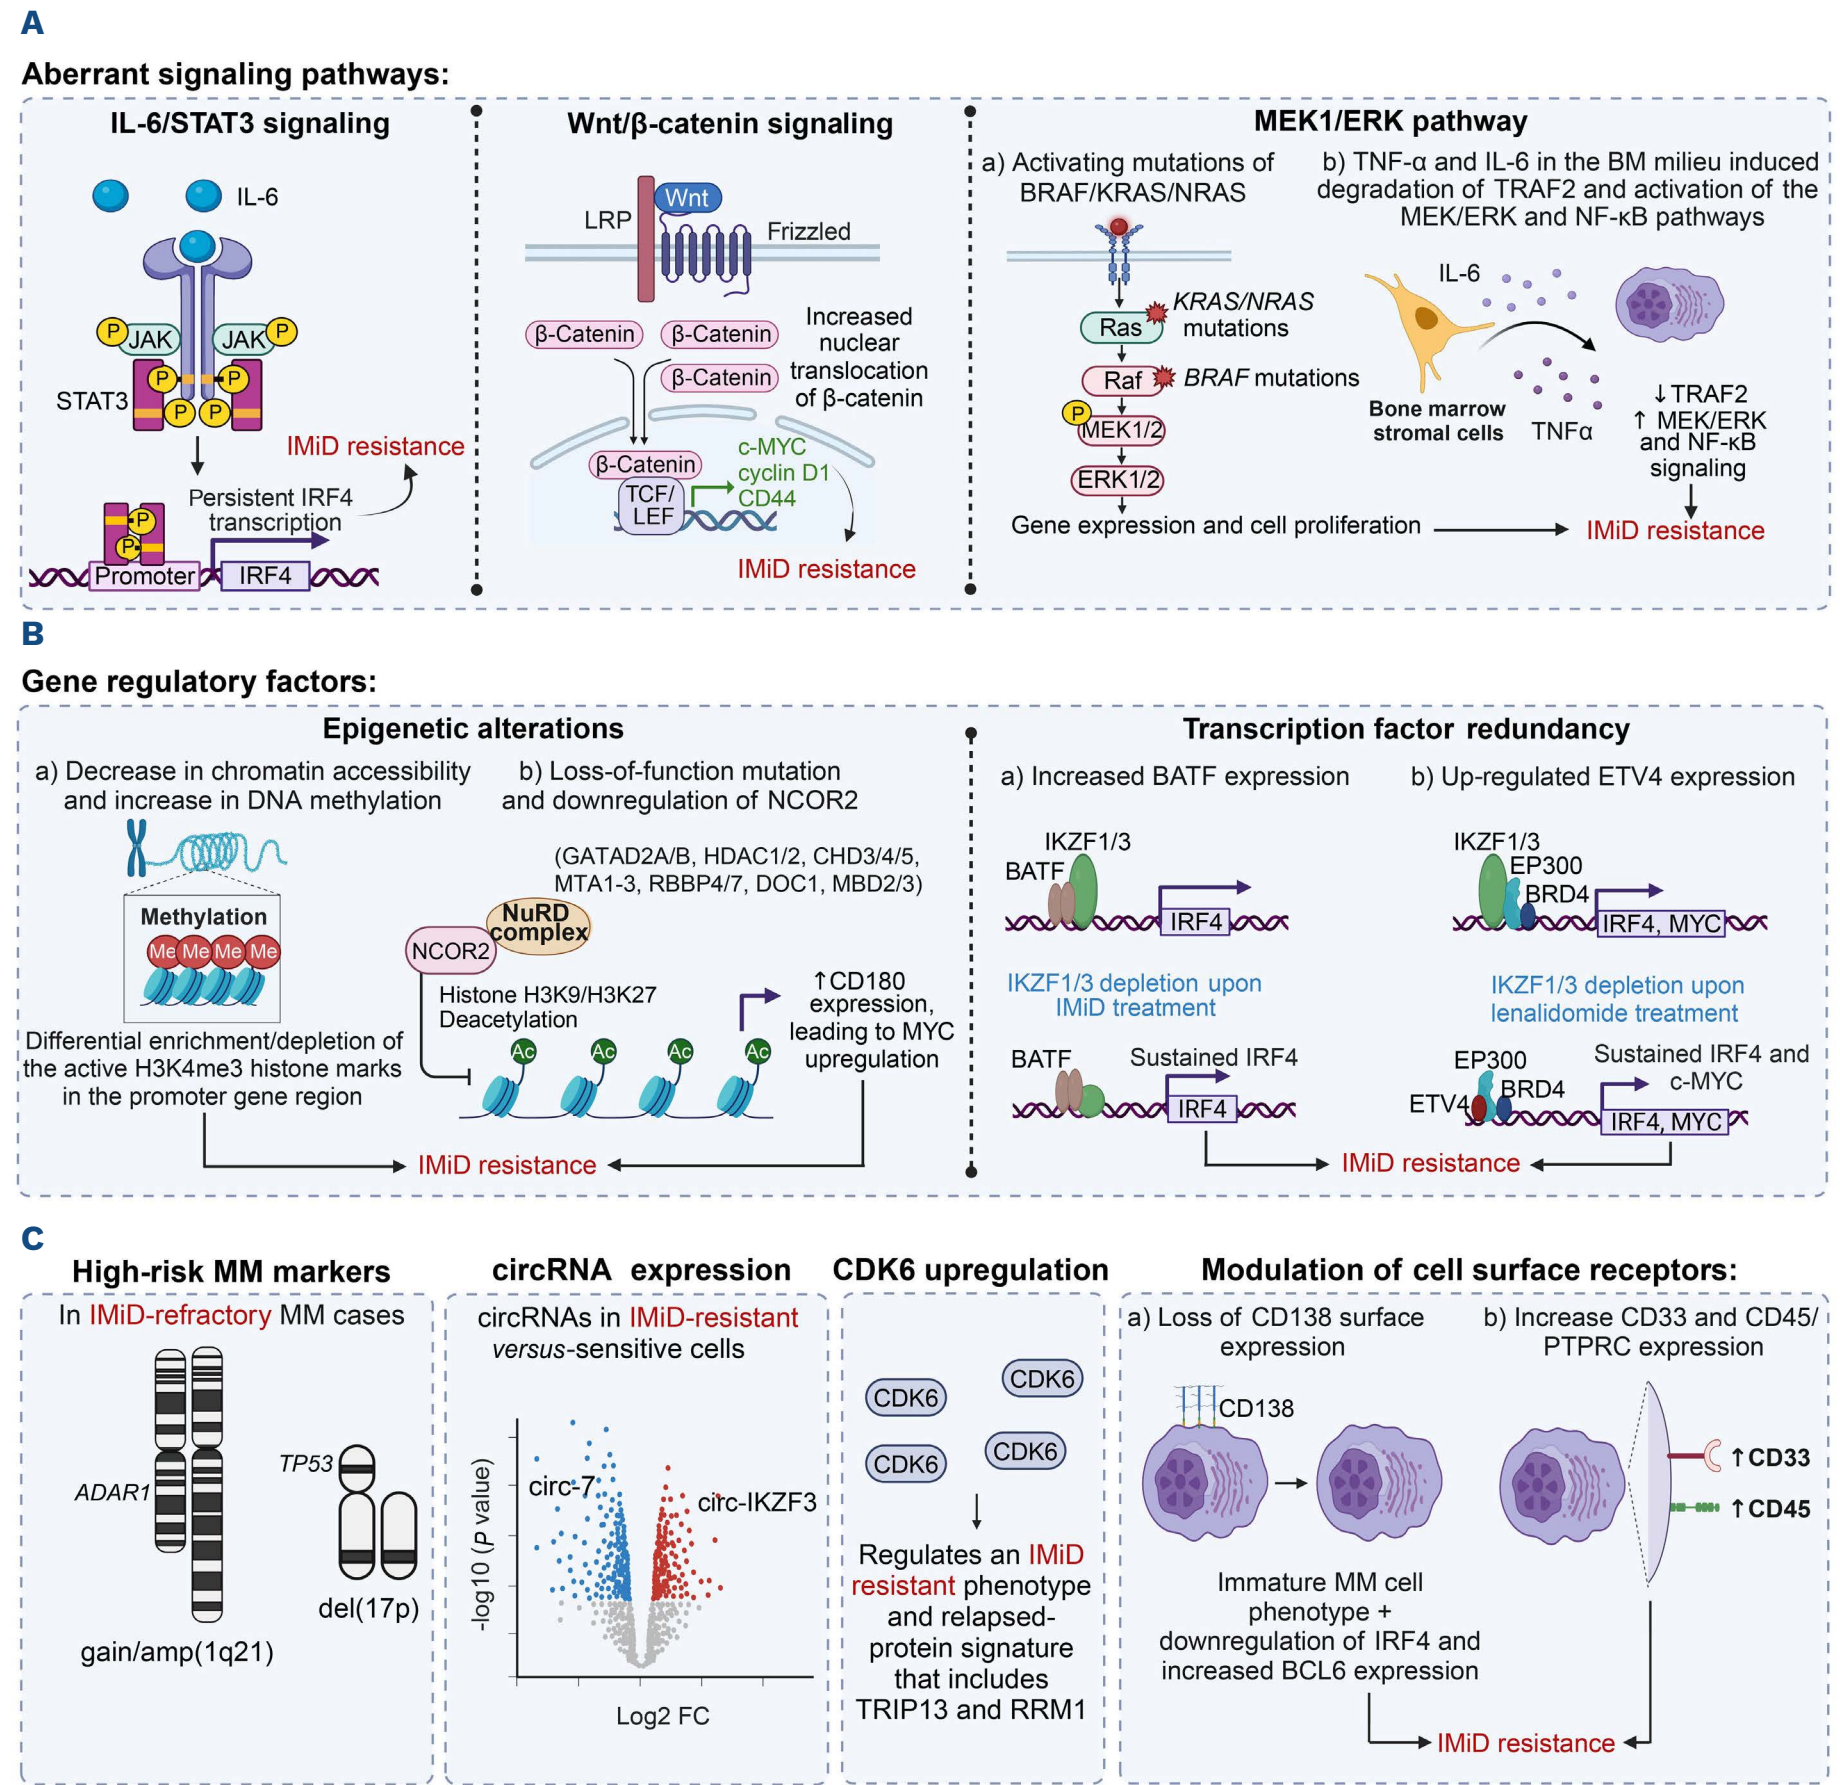 A
Aberrant signaling pathways:
IL-6/STAT3 signaling
IL-6
P
JAK
JAK
P
P
P
STAT3
P
P
IMiD resistance
Persistent IRF4
transcription
P
P
Promoter
IRF4
Wnt/β-catenin signaling
Wnt
LRP
Frizzled
β-Catenin
β-Catenin
β-Catenin
Increased
nuclear
translocation
of β-catenin
β-Catenin
TCF/
LEF
c-MYC
cyclin D1
CD44
IMiD resistance
MEK1/ERK pathway
a) Activating mutations of
BRAF/KRAS/NRAS
KRAS/NRAS
mutations
Ras
Raf
BRAF mutations
P
MEK1/2
ERK1/2
Gene expression and cell proliferation
b) TNF-α and IL-6 in the BM milieu induced
degradation of TRAF2 and activation of the
MEK/ERK and NF-κB pathways
IL-6
Bone marrow
stromal cells
TNFα
↓TRAF2
↑ MEK/ERK
and NF-κB
signaling
IMiD resistance
B
Gene regulatory factors:
Epigenetic alterations
a) Decrease in chromatin accessibility
and increase in DNA methylation
Methylation
Me Me Me Me
Differential enrichment/depletion of
the active H3K4me3 histone marks
in the promoter gene region
b) Loss-of-function mutation
and downregulation of NCOR2
(GATAD2A/B, HDAC1/2, CHD3/4/5,
MTA1-3, RBBP4/7, DOC1, MBD2/3)
NuRD
complex
NCOR2
Histone H3K9/H3K27
Deacetylation
Ac Ac Ac Ac
↑CD180
expression,
leading to MYC
upregulation
IMiD resistance
Transcription factor redundancy
a) Increased BATF expression
IKZF1/3
BATF
IRF4
IKZF1/3 depletion upon
IMiD treatment
BATF
Sustained IRF4
IRF4
b) Up-regulated ETV4 expression
IKZF1/3
EP300
BRD4
IRF4, MYC
IKZF1/3 depletion upon
lenalidomide treatment
EP300
BRD4
ETV4
Sustained IRF4 and
c-MYC
IRF4, MYC
IMiD resistance
C
High-risk MM markers
In IMiD-refractory MM cases
ADAR1
TP53
del(17p)
gain/amp(1q21)
circRNA expression
circRNAs in IMiD-resistant
versus-sensitive cells
circ-7
circ-IKZF3
-log10 (P value)
Log2 FC
CDK6 upregulation
CDK6
CDK6
CDK6
CDK6
Regulates an IMiD
resistant phenotype
and relapsed-
protein signature
that includes
TRIP13 and RRM1
Modulation of cell surface receptors:
a) Loss of CD138 surface
expression
CD138
Immature MM cell
phenotype +
downregulation of IRF4 and
increased BCL6 expression
b) Increase CD33 and CD45/
PTPRC expression
↑CD33
↑CD45
IMiD resistance